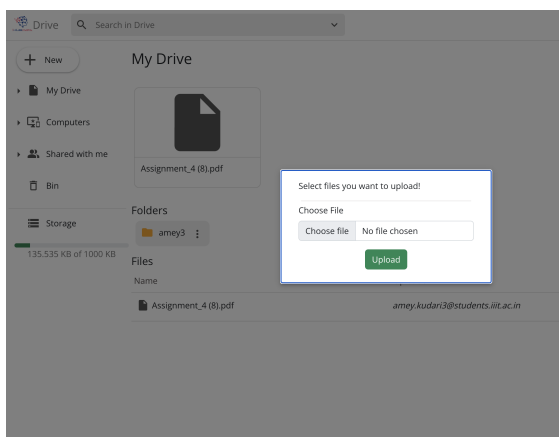 Drive
Search in Drive
New
My Drive
My Drive
Computers
Shared with me
Assignment_4 (8).pdf
Bin
Select files you want to upload!
Choose File
Choose file No file chosen
Upload
Storage
Folders
amey3
135.535 KB of 1000 KB
Files
Name
Assignment_4 (8).pdf amey.kudari3@students.iiit.ac.in